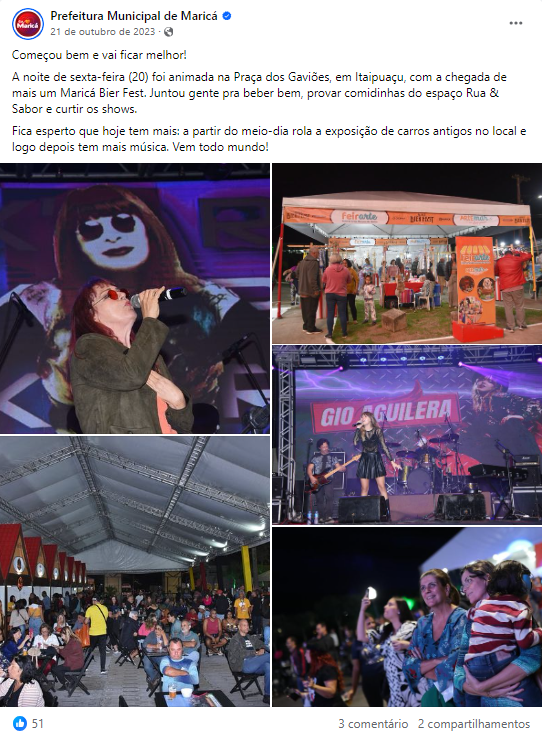 Prefeitura Municipal de Maricá
21 de outubro de 2023 ·
Começou bem e vai ficar melhor!
A noite de sexta-feira (20) foi animada na Praça dos Gaviões, em Itaipuaçu, com a chegada de
mais um Maricá Bier Fest. Juntou gente pra beber bem, provar comidinhas do espaço Rua &
Sabor e curtir os shows.
Fica esperto que hoje tem mais: a partir do meio-dia rola a exposição de carros antigos no local e
logo depois tem mais música. Vem todo mundo!
GIO AGUILERA
51
3 comentário 2 compartilhamentos